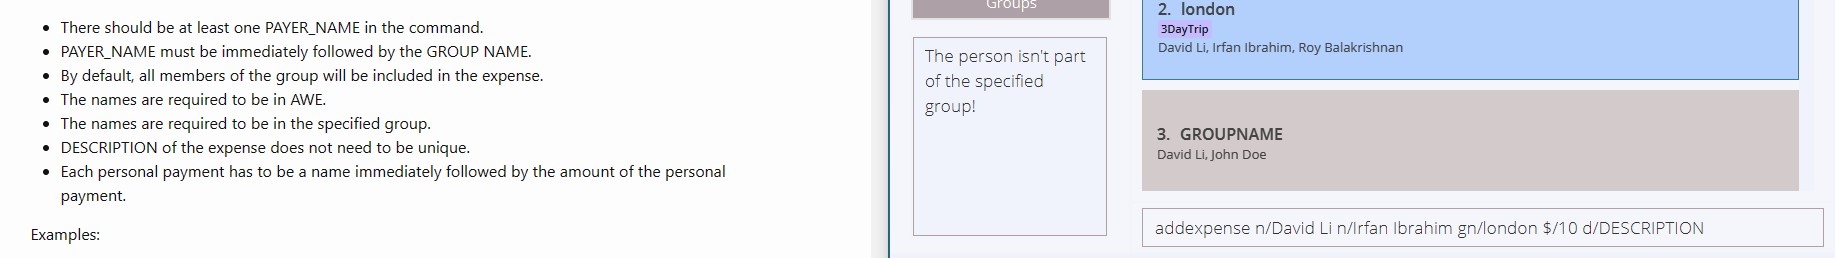 There should be at least one PAYER_NAME in the command.
PAYER_NAME must be immediately followed by the GROUP NAME.
By default, all members of the group will be included in the expense.
The names are required to be in AWE.
The names are required to be in the specified group.
DESCRIPTION of the expense does not need to be unique.
Each personal payment has to be a name immediately followed by the amount of the personal
payment.
Examples:
Groups
The person isn't part
of the specified
group!
2. london
3DayTrip
David Li, Irfan Ibrahim, Roy Balakrishnan
3. GROUPNAME
David Li, John Doe
addexpense n/David Li n/Irfan Ibrahim gn/london $/10 d/DESCRIPTION